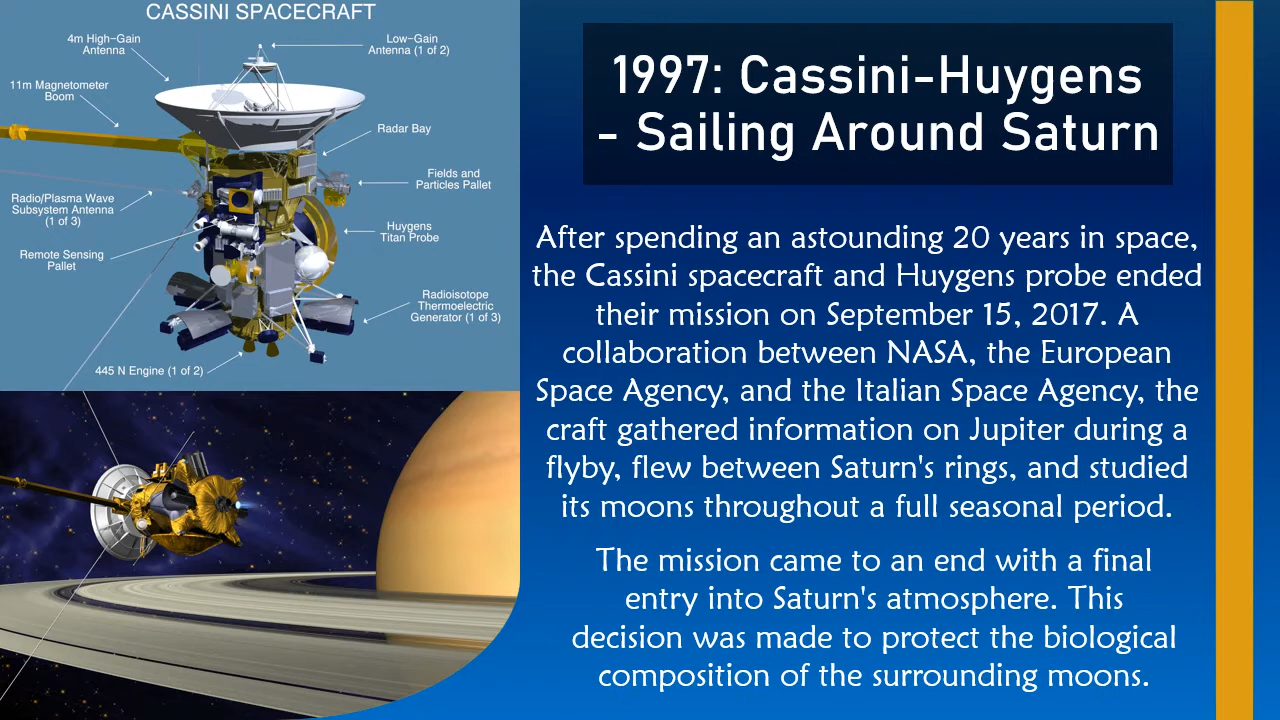 CASSINI SPACECRAFT
4m High-Gain
Antenna
Low-Gain
Antenna (1 of 2)
11m Magnetometer
Boom
Radar Bay
Fields and
Particles Pallet
Radio/Plasma Wave
Subsystem Antenna
(1 of 3)
Huygens
Titan Probe
Remote Sensing
Pallet
Radioisotope
Thermoelectric
Generator (1 of 3)
445 N Engine (1 of 2)
1997: Cassini-Huygens
- Sailing Around Saturn
After spending an astounding 20 years in space,
the Cassini spacecraft and Huygens probe ended
their mission on September 15, 2017. A
collaboration between NASA, the European
Space Agency, and the Italian Space Agency, the
craft gathered information on Jupiter during a
flyby, flew between Saturn's rings, and studied
its moons throughout a full seasonal period.
The mission came to an end with a final
entry into Saturn's atmosphere. This
decision was made to protect the biological
composition of the surrounding moons.